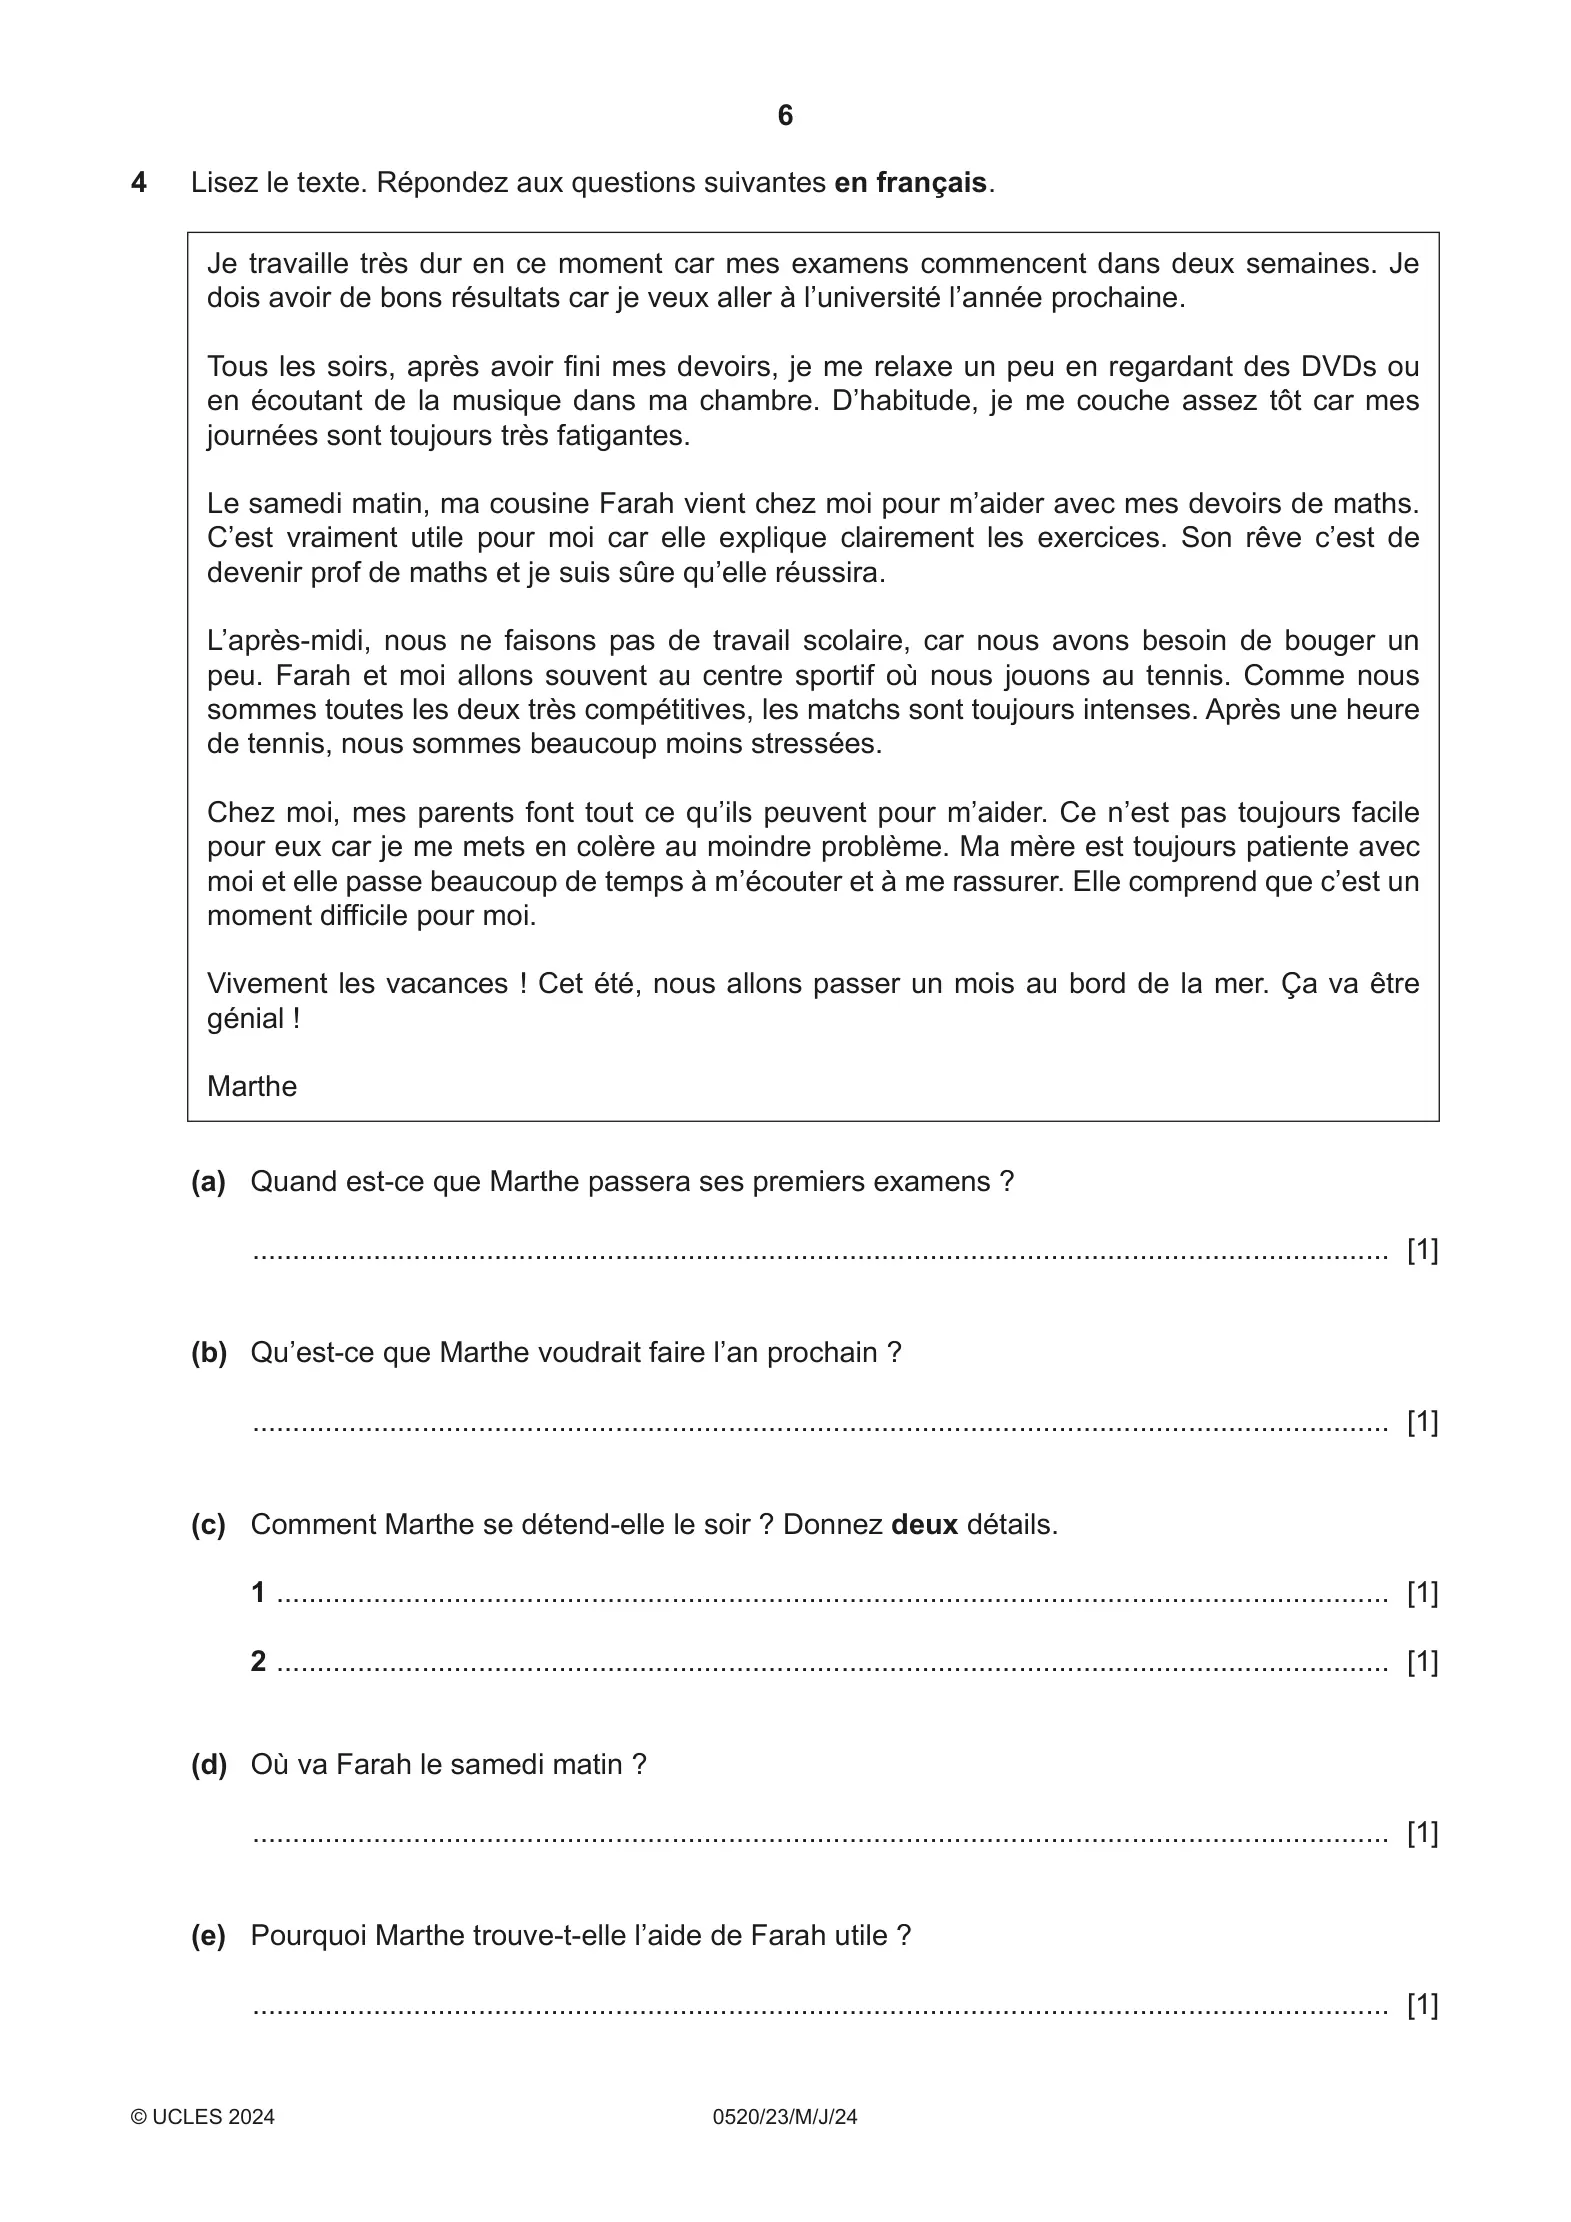 6
4 Lisez le texte. Répondez aux questions suivantes en français.
Je travaille très dur en ce moment car mes examens commencent dans deux semaines. Je
dois avoir de bons résultats car je veux aller à l’université l’année prochaine.
Tous les soirs, après avoir fini mes devoirs, je me relaxe un peu en regardant des DVDs ou
en écoutant de la musique dans ma chambre. D’habitude, je me couche assez tôt car mes
journées sont toujours très fatigantes.
Le samedi matin, ma cousine Farah vient chez moi pour m’aider avec mes devoirs de maths.
C’est vraiment utile pour moi car elle explique clairement les exercices. Son rêve c’est de
devenir prof de maths et je suis sûre qu’elle réussira.
L’après-midi, nous ne faisons pas de travail scolaire, car nous avons besoin de bouger un
peu. Farah et moi allons souvent au centre sportif où nous jouons au tennis. Comme nous
sommes toutes les deux très compétitives, les matchs sont toujours intenses. Après une heure
de tennis, nous sommes beaucoup moins stressées.
Chez moi, mes parents font tout ce qu’ils peuvent pour m’aider. Ce n’est pas toujours facile
pour eux car je me mets en colère au moindre problème. Ma mère est toujours patiente avec
moi et elle passe beaucoup de temps à m’écouter et à me rassurer. Elle comprend que c’est un
moment difficile pour moi.
Vivement les vacances ! Cet été, nous allons passer un mois au bord de la mer. Ça va être
génial !
Marthe
(a) Quand est-ce que Marthe passera ses premiers examens ?
[1]
(b) Qu’est-ce que Marthe voudrait faire l’an prochain ?
[1]
(c) Comment Marthe se détend-elle le soir ? Donnez deux détails.
1 [1]
2 [1]
(d) Où va Farah le samedi matin ?
[1]
(e) Pourquoi Marthe trouve-t-elle l’aide de Farah utile ?
[1]
© UCLES 2024 0520/23/M/J/24